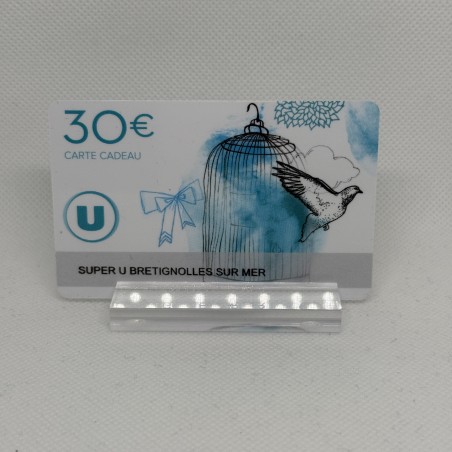 30€
CARTE CADEAU
U
SUPER U BRETIGNOLLES SUR MER